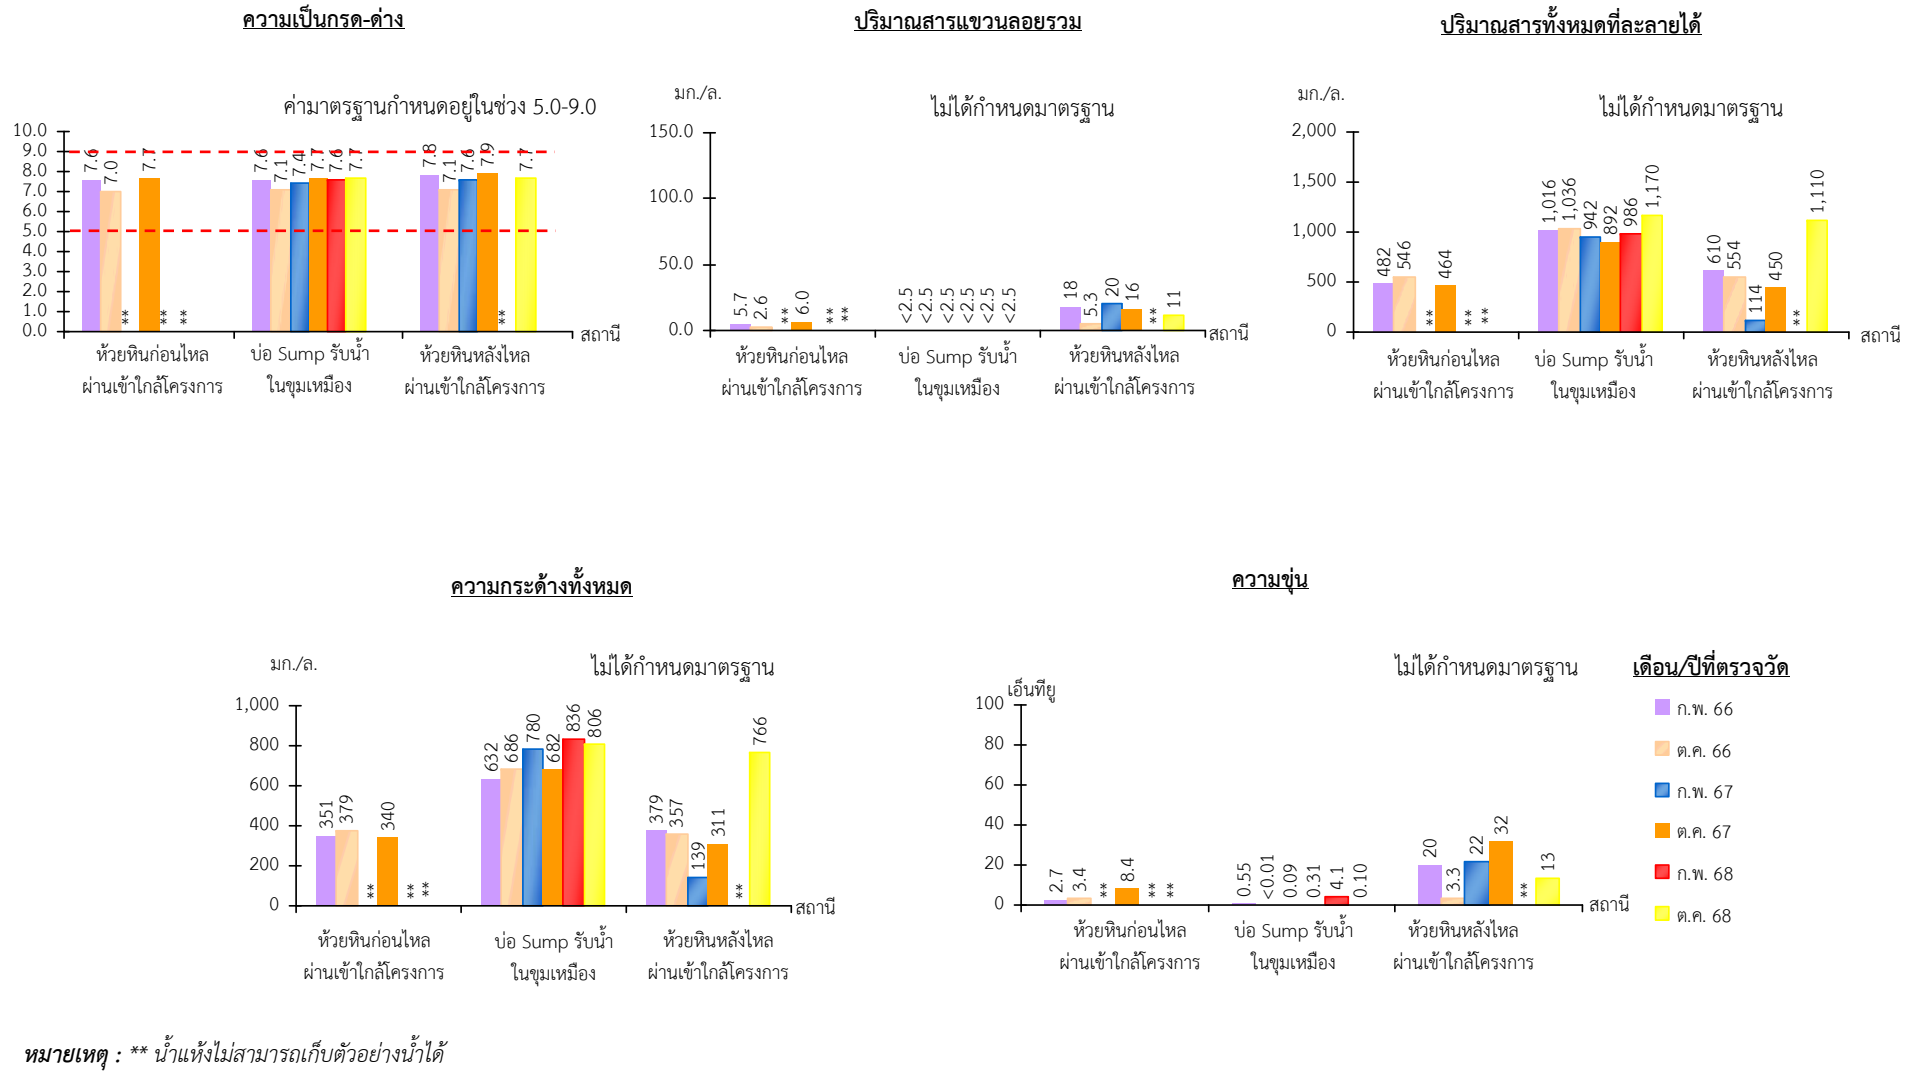 ความเป็นกรด-ด่าง
ค่ามาตรฐานกำหนดอยู่ในช่วง 5.0-9.0
10.0
9.0
8.0
7.0
6.0
5.0
4.0
3.0
2.0
1.0
0.0
7.6 7.0 ** 7.7 ** **
7.6 7.1 7.4 7.7 7.6 7.7
7.8 7.1 7.6 7.9 ** 7.7
สถานี
ห้วยหินก่อนไหล
ผ่านเข้าใกล้โครงการ
บ่อ Sump รับน้ำ
ในขุมเหมือง
ห้วยหินหลังไหล
ผ่านเข้าใกล้โครงการ
ปริมาณสารแขวนลอยรวม
มก./ล.
ไม่ได้กำหนดมาตรฐาน
150.0
100.0
50.0
0.0
5.7 2.6 ** 6.0 ** **
<2.5 <2.5 <2.5 <2.5 <2.5 <2.5
18 5.3 20 16 ** 11
สถานี
ห้วยหินก่อนไหล
ผ่านเข้าใกล้โครงการ
บ่อ Sump รับน้ำ
ในขุมเหมือง
ห้วยหินหลังไหล
ผ่านเข้าใกล้โครงการ
ปริมาณสารทั้งหมดที่ละลายได้
มก./ล.
ไม่ได้กำหนดมาตรฐาน
2,000
1,500
1,000
500
0
482 546 ** 464 ** **
1,016 1,036 942 892 986 1,170
610 554 114 450 ** 1,110
สถานี
ห้วยหินก่อนไหล
ผ่านเข้าใกล้โครงการ
บ่อ Sump รับน้ำ
ในขุมเหมือง
ห้วยหินหลังไหล
ผ่านเข้าใกล้โครงการ
ความกระด้างทั้งหมด
มก./ล.
ไม่ได้กำหนดมาตรฐาน
1,000
800
600
400
200
0
351 379 ** 340 ** **
632 686 780 682 836 806
379 357 139 311 ** 766
สถานี
ห้วยหินก่อนไหล
ผ่านเข้าใกล้โครงการ
บ่อ Sump รับน้ำ
ในขุมเหมือง
ห้วยหินหลังไหล
ผ่านเข้าใกล้โครงการ
ความขุ่น
เอ็นทียู
ไม่ได้กำหนดมาตรฐาน
100
80
60
40
20
0
2.7 3.4 ** 8.4 ** **
0.55 <0.01 0.09 0.31 4.1 0.10
20 3.3 22 32 ** 13
สถานี
ห้วยหินก่อนไหล
ผ่านเข้าใกล้โครงการ
บ่อ Sump รับน้ำ
ในขุมเหมือง
ห้วยหินหลังไหล
ผ่านเข้าใกล้โครงการ
เดือน/ปีที่ตรวจวัด
ก.พ. 66
ต.ค. 66
ก.พ. 67
ต.ค. 67
ก.พ. 68
ต.ค. 68
หมายเหตุ : ** น้ำแห้งไม่สามารถเก็บตัวอย่างน้ำได้